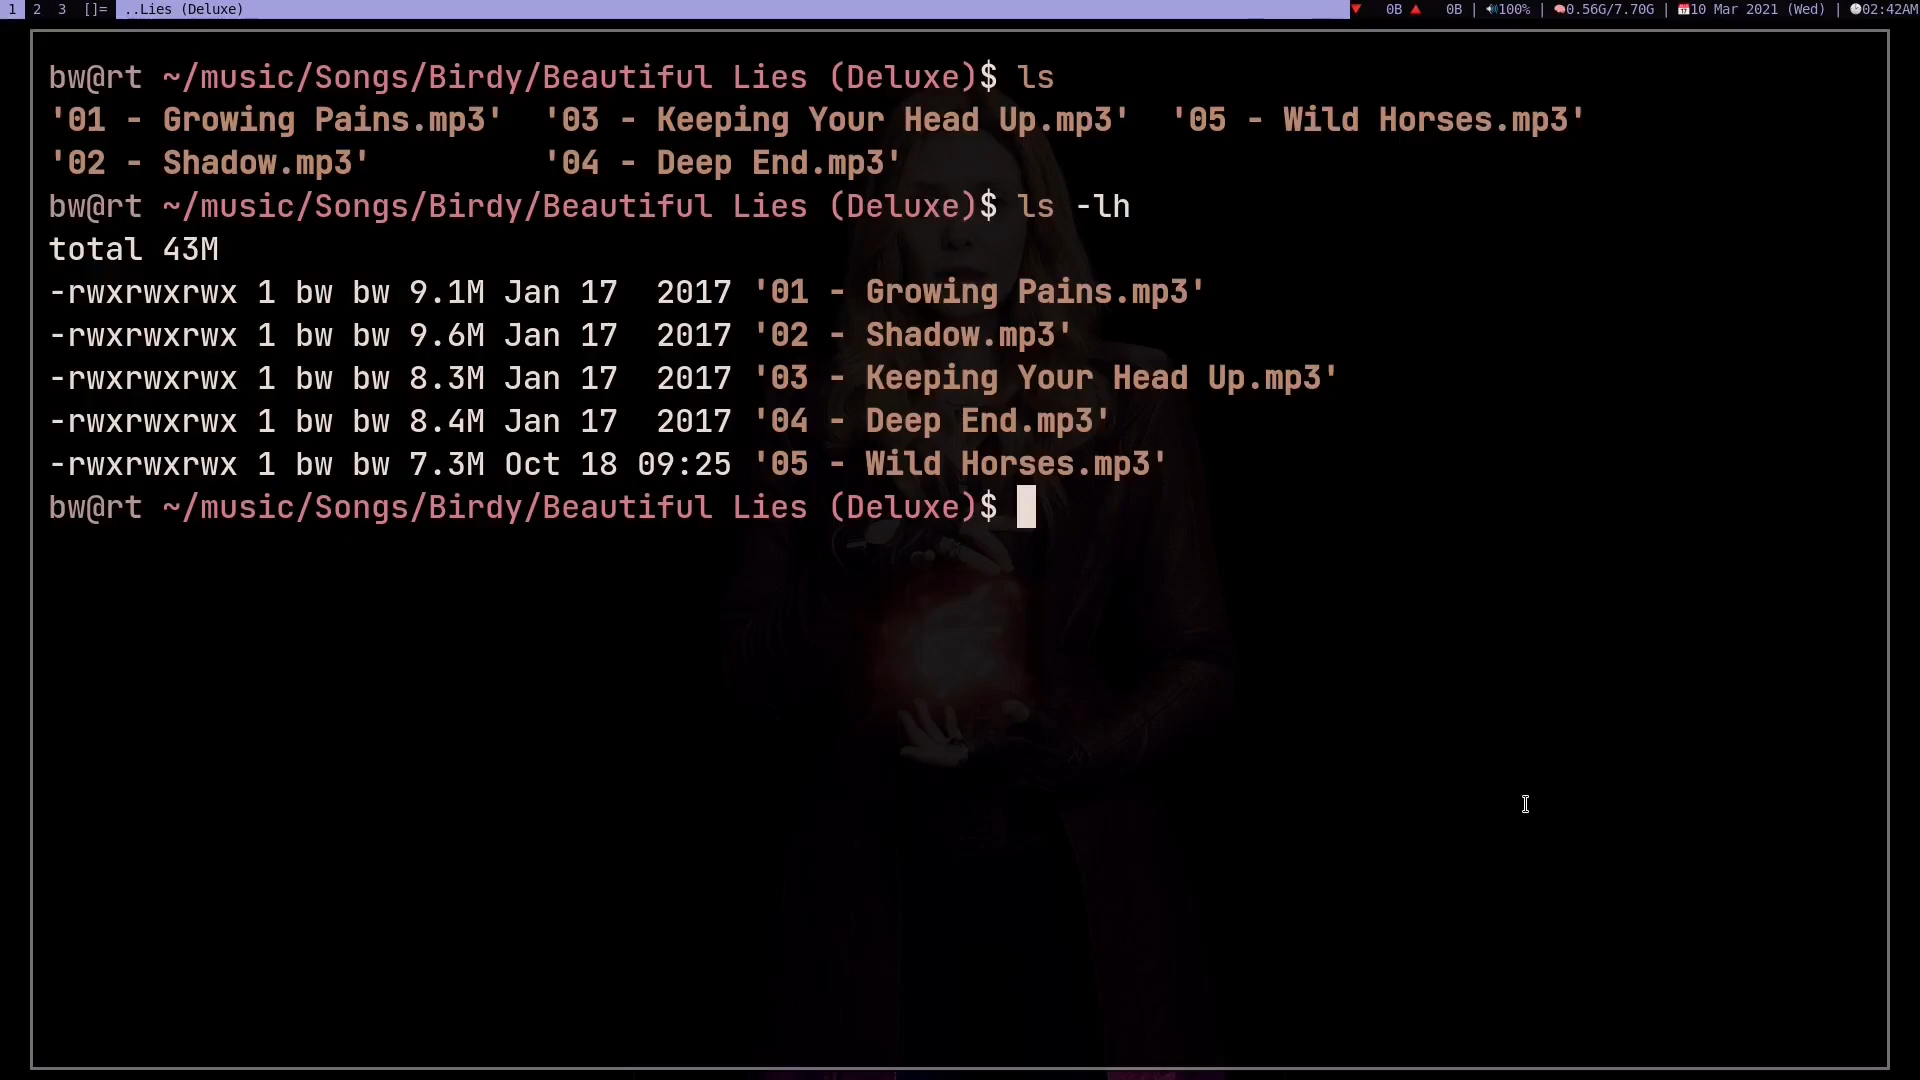 1 2 3 []= ..Lies (Deluxe) 0B 0B | 100% | 0.56G/7.70G | 10 Mar 2021 (Wed) | 02:42AM
bw@rt ~/music/Songs/Birdy/Beautiful Lies (Deluxe)$ ls
'01 - Growing Pains.mp3'  '03 - Keeping Your Head Up.mp3'  '05 - Wild Horses.mp3'
'02 - Shadow.mp3'         '04 - Deep End.mp3'
bw@rt ~/music/Songs/Birdy/Beautiful Lies (Deluxe)$ ls -lh
total 43M
-rwxrwxrwx 1 bw bw 9.1M Jan 17  2017 '01 - Growing Pains.mp3'
-rwxrwxrwx 1 bw bw 9.6M Jan 17  2017 '02 - Shadow.mp3'
-rwxrwxrwx 1 bw bw 8.3M Jan 17  2017 '03 - Keeping Your Head Up.mp3'
-rwxrwxrwx 1 bw bw 8.4M Jan 17  2017 '04 - Deep End.mp3'
-rwxrwxrwx 1 bw bw 7.3M Oct 18 09:25 '05 - Wild Horses.mp3'
bw@rt ~/music/Songs/Birdy/Beautiful Lies (Deluxe)$